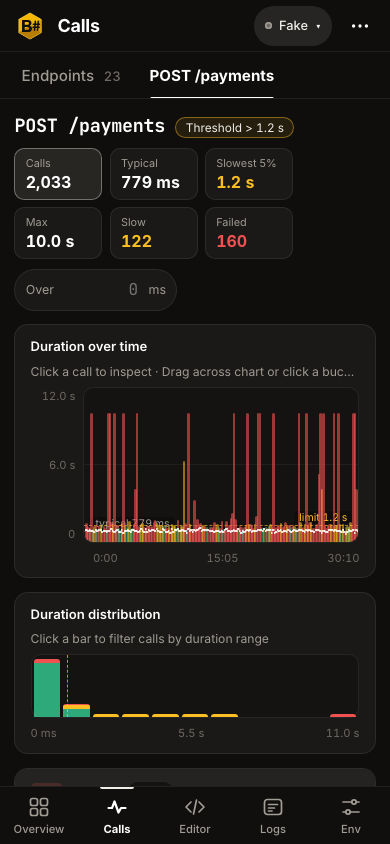 B# Calls Fake
Endpoints 23 POST /payments
POST /payments Threshold > 1.2 s
Calls Typical Slowest 5%
2,033 779 ms 1.2 s
Max Slow Failed
10.0 s 122 160
Over 0 ms
Duration over time
Click a call to inspect · Drag across chart or click a buc...
12.0 s
6.0 s
typical 779 ms limit 1.2 s
0
0:00 15:05 30:10
Duration distribution
Click a bar to filter calls by duration range
0 ms 5.5 s 11.0 s
Overview Calls Editor Logs Env